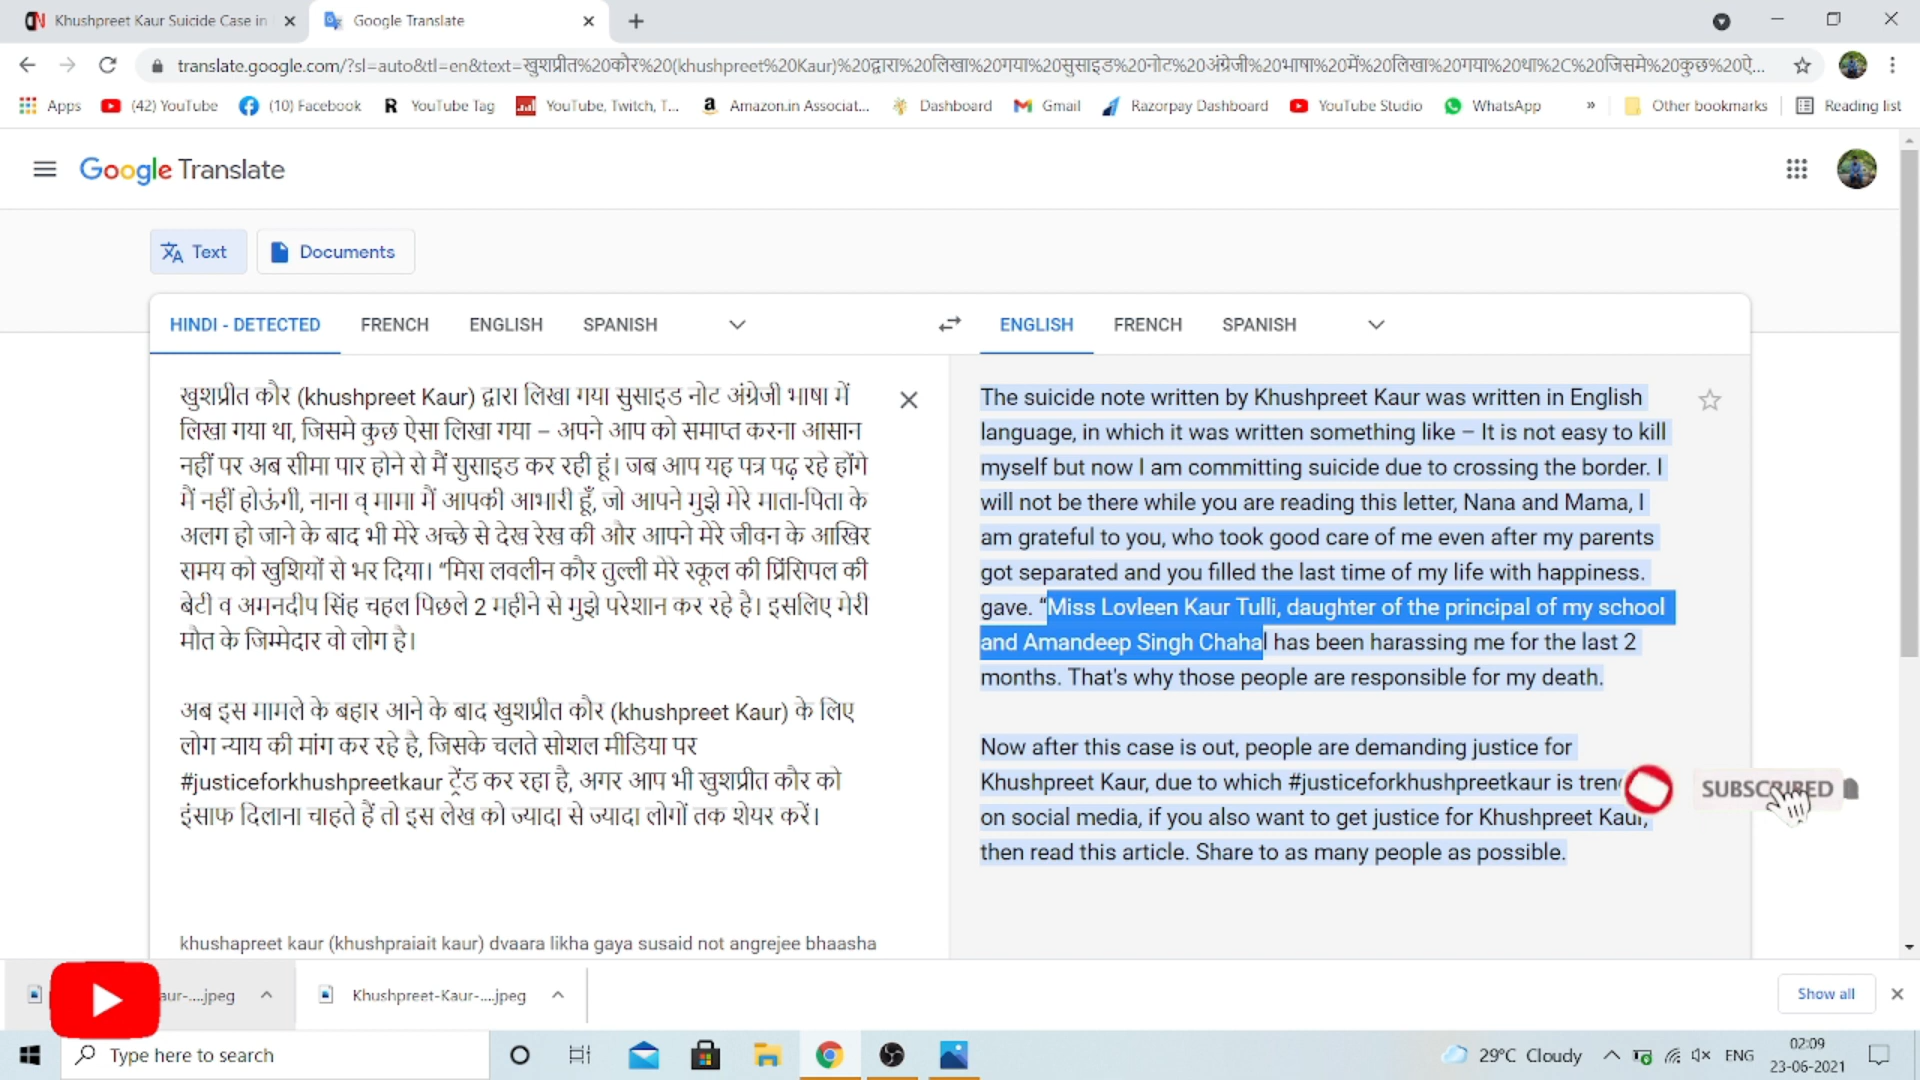 Khushpreet Kaur Suicide Case in
Google Translate
translate.google.com/?sl=auto&tl=en&text=खुशप्रीत%20कौर%20(khushpreet%20Kaur)%20द्वारा%20लिखा%20गया%20सुसाइड%20नोट%20अंग्रेजी%20भाषा%20में%20लिखा%20गया%20था%2C%20जिसमे%20कुछ%20ऐ...
Apps (42) YouTube (10) Facebook YouTube Tag YouTube, Twitch, T... Amazon.in Associat... Dashboard Gmail Razorpay Dashboard YouTube Studio WhatsApp » Other bookmarks Reading list
Google Translate
Text Documents
HINDI - DETECTED FRENCH ENGLISH SPANISH
ENGLISH FRENCH SPANISH
खुशप्रीत कौर (khushpreet Kaur) द्वारा लिखा गया सुसाइड नोट अंग्रेजी भाषा में
लिखा गया था, जिसमे कुछ ऐसा लिखा गया – अपने आप को समाप्त करना आसान
नहीं पर अब सीमा पार होने से मैं सुसाइड कर रही हूं। जब आप यह पत्र पढ़ रहे होंगे
मैं नहीं होऊंगी, नाना व् मामा मैं आपकी आभारी हूँ, जो आपने मुझे मेरे माता-पिता के
अलग हो जाने के बाद भी मेरे अच्छे से देख रेख की और आपने मेरे जीवन के आखिर
समय को खुशियों से भर दिया। “मिस लवलीन कौर तुल्ली मेरे स्कूल की प्रिंसिपल की
बेटी व अमनदीप सिंह चहल पिछले 2 महीने से मुझे परेशान कर रहे है। इसलिए मेरी
मौत के जिम्मेदार वो लोग है।
अब इस मामले के बहार आने के बाद खुशप्रीत कौर (khushpreet Kaur) के लिए
लोग न्याय की मांग कर रहे है, जिसके चलते सोशल मीडिया पर
#justiceforkhushpreetkaur ट्रेंड कर रहा है, अगर आप भी खुशप्रीत कौर को
इंसाफ दिलाना चाहते हैं तो इस लेख को ज्यादा से ज्यादा लोगों तक शेयर करें।
khushapreet kaur (khushpraiait kaur) dvaara likha gaya susaid not angrejee bhaasha
The suicide note written by Khushpreet Kaur was written in English
language, in which it was written something like – It is not easy to kill
myself but now I am committing suicide due to crossing the border. I
will not be there while you are reading this letter, Nana and Mama, I
am grateful to you, who took good care of me even after my parents
got separated and you filled the last time of my life with happiness.
gave. “Miss Lovleen Kaur Tulli, daughter of the principal of my school
and Amandeep Singh Chahal has been harassing me for the last 2
months. That's why those people are responsible for my death.
Now after this case is out, people are demanding justice for
Khushpreet Kaur, due to which #justiceforkhushpreetkaur is tren
on social media, if you also want to get justice for Khushpreet Kaur,
then read this article. Share to as many people as possible.
SUBSCRIBED
aur-....jpeg
Khushpreet-Kaur-....jpeg
Show all
Type here to search
29°C Cloudy
ENG
02:09
23-06-2021